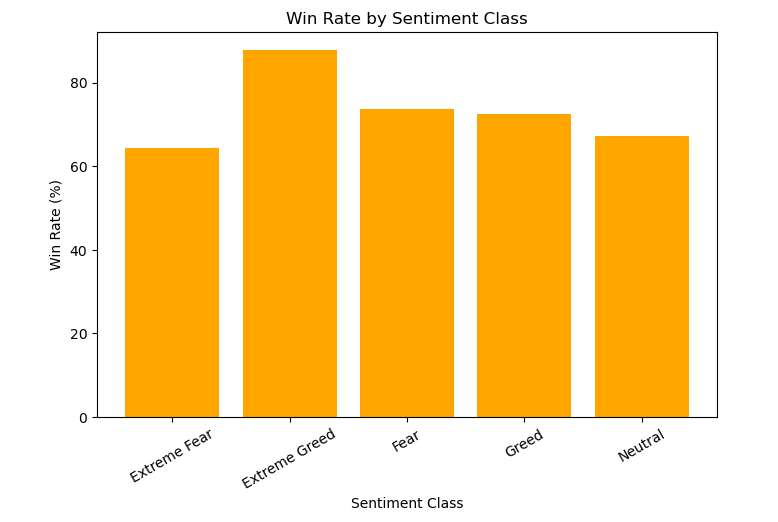 Win Rate by Sentiment Class
Win Rate (%)
80
60
40
20
0
Extreme Fear
Extreme Greed
Fear
Greed
Neutral
Sentiment Class